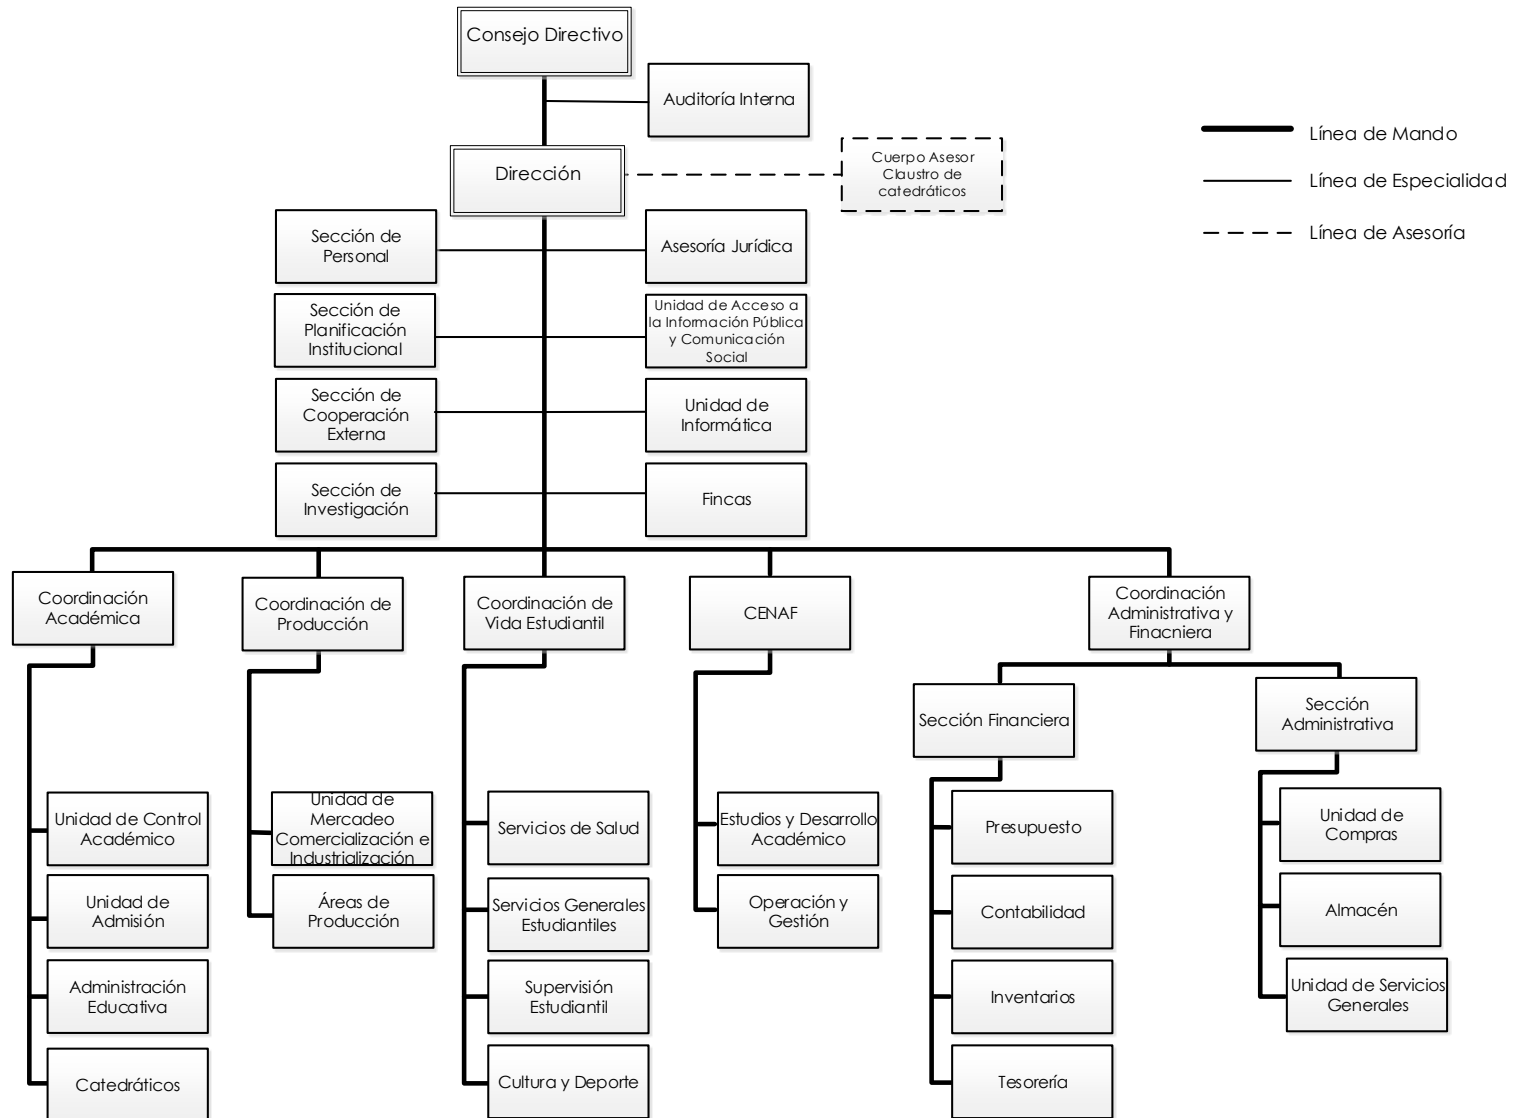 Consejo Directivo
Auditoría Interna
Dirección
Cuerpo Asesor
Claustro de
catedráticos
Línea de Mando
Línea de Especialidad
Línea de Asesoría
Sección de
Personal
Asesoría Jurídica
Sección de
Planificación
Institucional
Unidad de Acceso a
la Información Pública
y Comunicación
Social
Sección de
Cooperación
Externa
Unidad de
Informática
Sección de
Investigación
Fincas
Coordinación
Académica
Coordinación de
Producción
Coordinación de
Vida Estudiantil
CENAF
Coordinación
Administrativa y
Finacniera
Sección Financiera
Sección
Administrativa
Unidad de Control
Académico
Unidad de
Admisión
Administración
Educativa
Catedráticos
Unidad de
Mercadeo
Comercialización e
Industrialización
Áreas de
Producción
Servicios de Salud
Servicios Generales
Estudiantiles
Supervisión
Estudiantil
Cultura y Deporte
Estudios y Desarrollo
Académico
Operación y
Gestión
Presupuesto
Contabilidad
Inventarios
Tesorería
Unidad de
Compras
Almacén
Unidad de Servicios
Generales